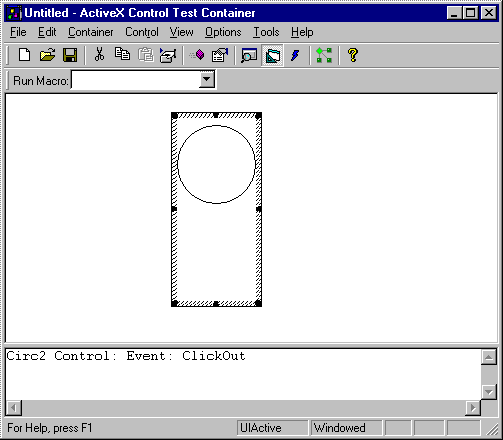 Untitled - ActiveX Control Test Container
File Edit Container Control View Options Tools Help
Run Macro:
Circ2 Control: Event: ClickOut
For Help, press F1 UIActive Windowed